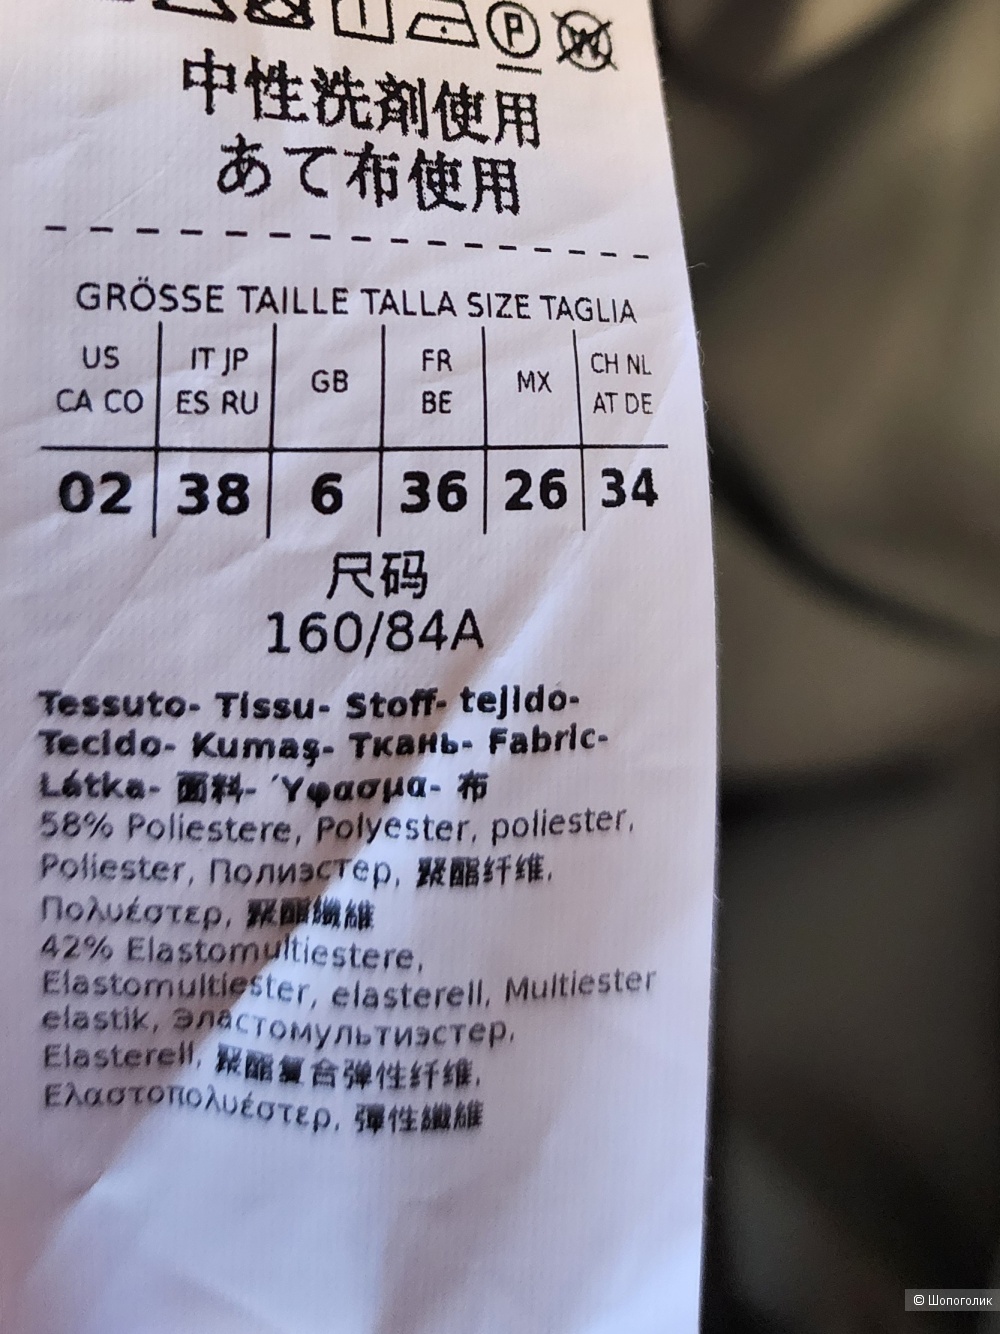 P W
中性洗剤使用
あて布使用
GRÖSSE TAILLE TALLA SIZE TAGLIA
US IT JP GB FR MX CH NL
CA CO ES RU BE AT DE
02 38 6 36 26 34
尺码
160/84A
Tessuto- Tissu- Stoff- tejido-
Tecido- Kumaş- Ткань- Fabric-
Látka- 面料- Ύφασμα- 布
58% Poliestere, Polyester, poliester,
Poliester, Полиэстер, 聚酯纤维,
Πολυέστερ, 聚酯纖維
42% Elastomultiestere,
Elastomultiester, elasterell, Multiester
elastik, Эластомультиэстер,
Elasterell, 聚酯复合弹性纤维,
Ελαστοπολυέστερ, 彈性纖維
© Шопоголик